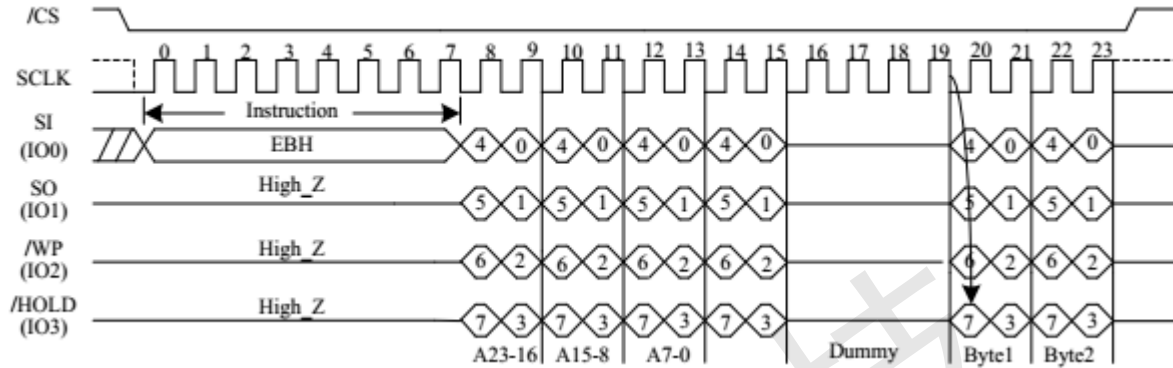 /CS
0 1 2 3 4 5 6 7 8 9 10 11 12 13 14 15 16 17 18 19 20 21 22 23
SCLK
Instruction
SI
(IO0)
EBH
4 0 4 0 4 0 4 0 4 0 4 0
SO
(IO1)
High_Z
5 1 5 1 5 1 5 1 5 1 5 1
/WP
(IO2)
High_Z
6 2 6 2 6 2 6 2 6 2 6 2
/HOLD
(IO3)
High_Z
7 3 7 3 7 3 7 3 7 3 7 3
A23-16 A15-8 A7-0 Dummy Byte1 Byte2